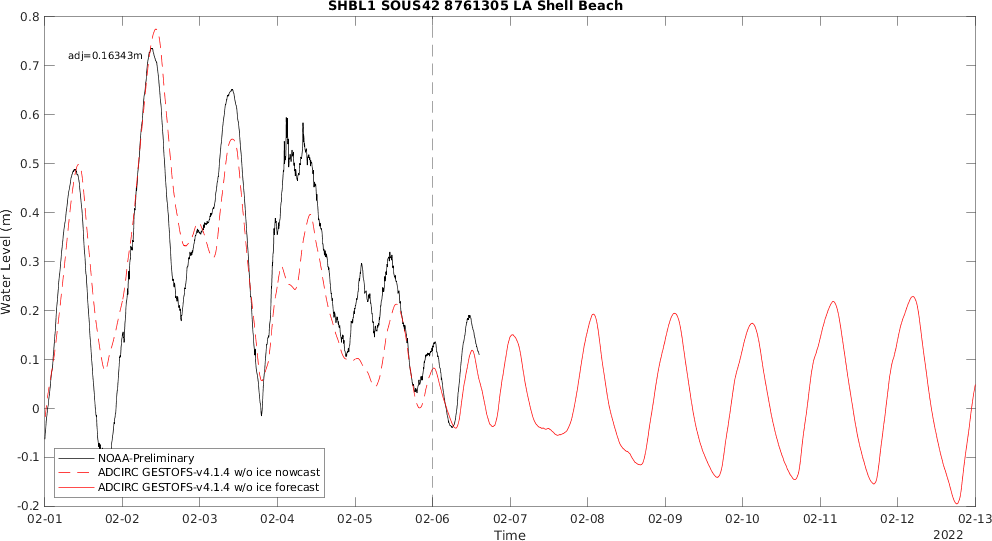 SHBL1 SOUS42 8761305 LA Shell Beach
0.8
0.7
0.6
0.5
0.4
0.3
0.2
0.1
0
-0.1
-0.2
Water Level (m)
adj=0.16343m
NOAA-Preliminary
ADCIRC GESTOFS-v4.1.4 w/o ice nowcast
ADCIRC GESTOFS-v4.1.4 w/o ice forecast
02-01 02-02 02-03 02-04 02-05 02-06 02-07 02-08 02-09 02-10 02-11 02-12 02-13
Time
2022